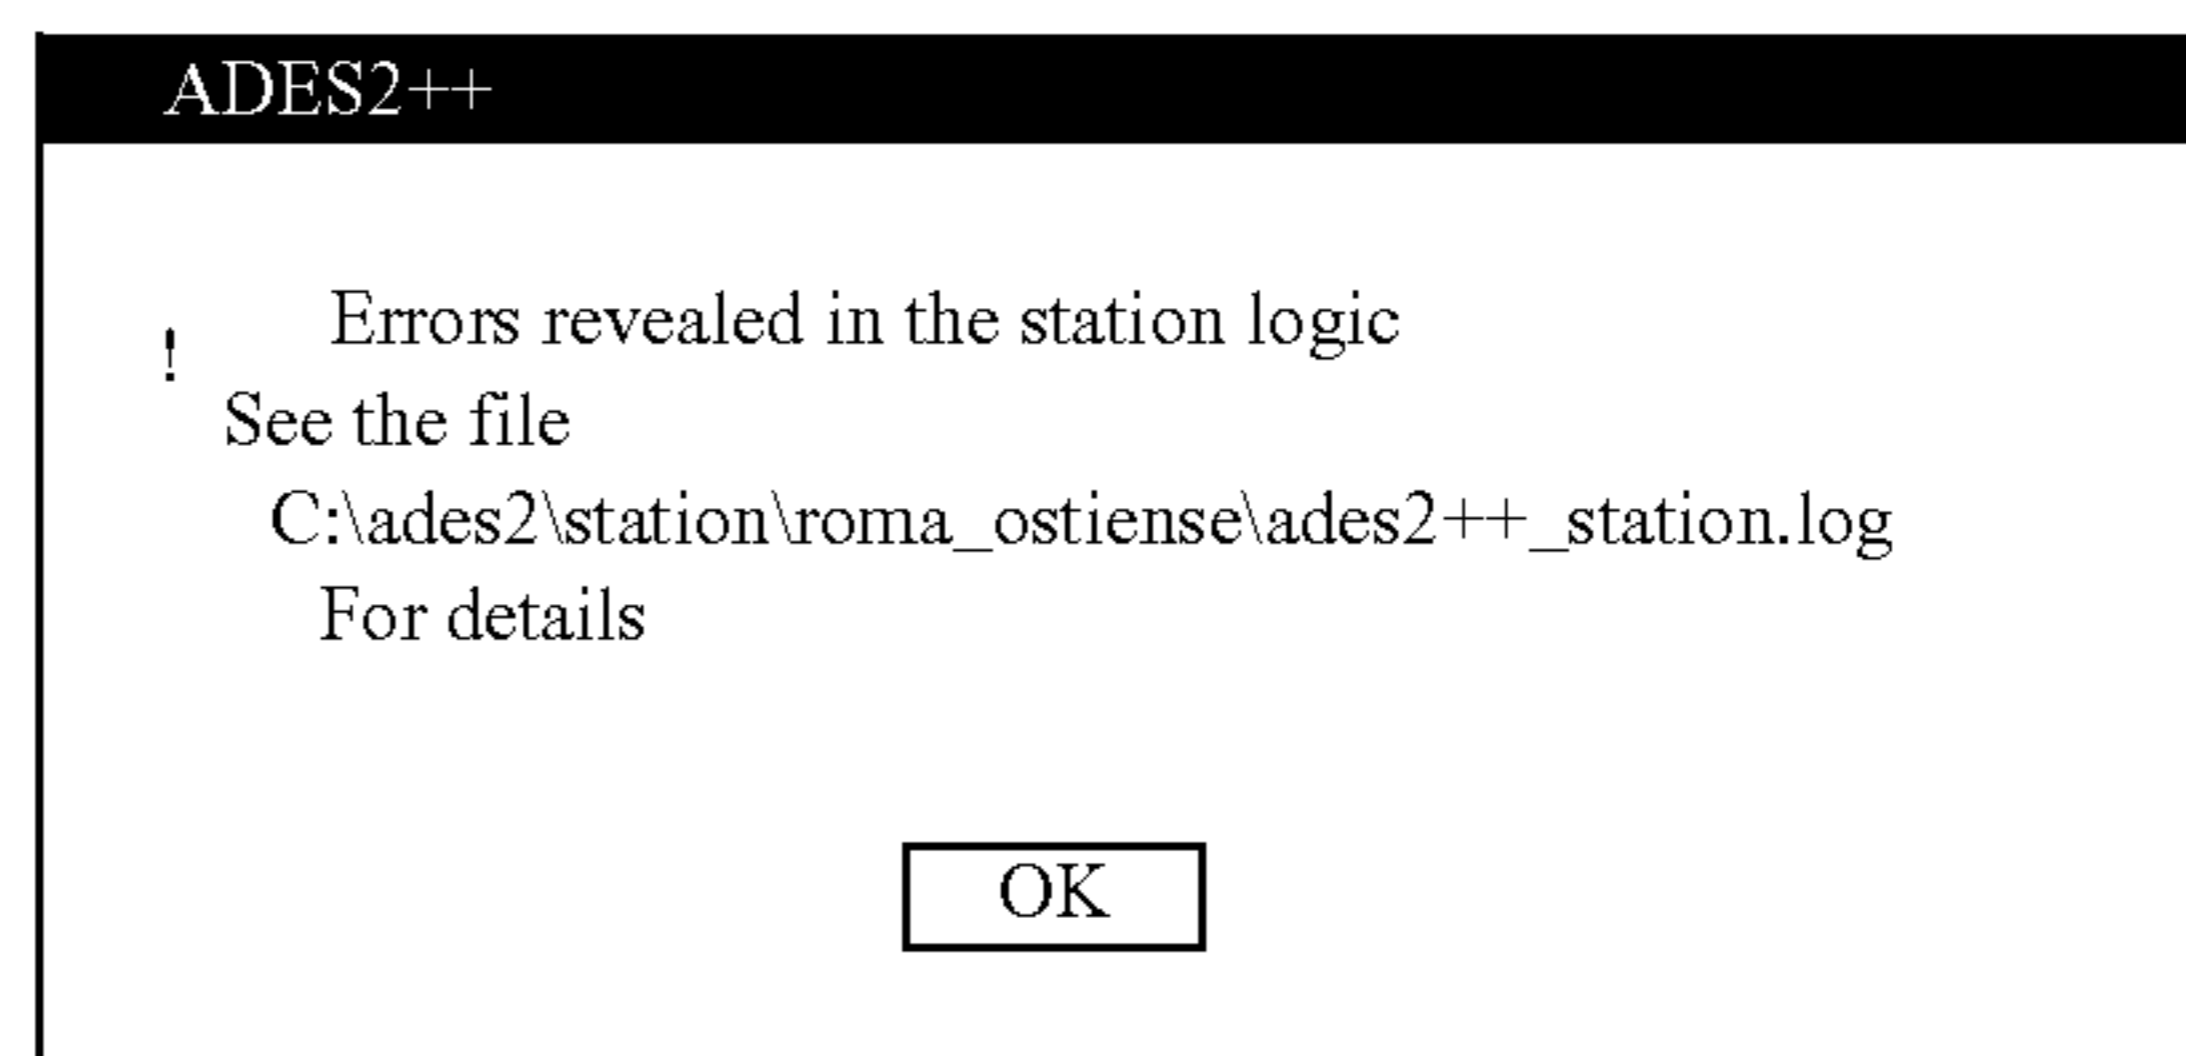 ADES2++
Errors revealed in the station logic
!
See the file
C:\ades2\station\roma_ostiense\ades2++_station.log
For details
OK